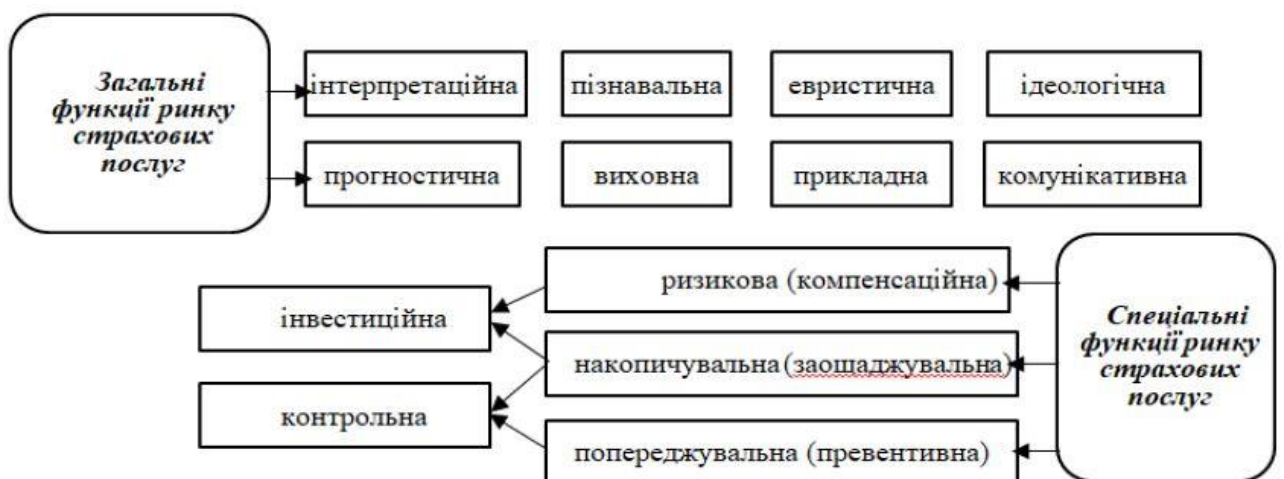 Загальні
функції ринку
страхових
послуг
інтерпретаційна
пізнавальна
евристична
ідеологічна
прогностична
виховна
прикладна
комунікативна
ризикова (компенсаційна)
інвестиційна
накопичувальна (заощаджувальна)
контрольна
попереджувальна (превентивна)
Спеціальні
функції ринку
страхових
послуг